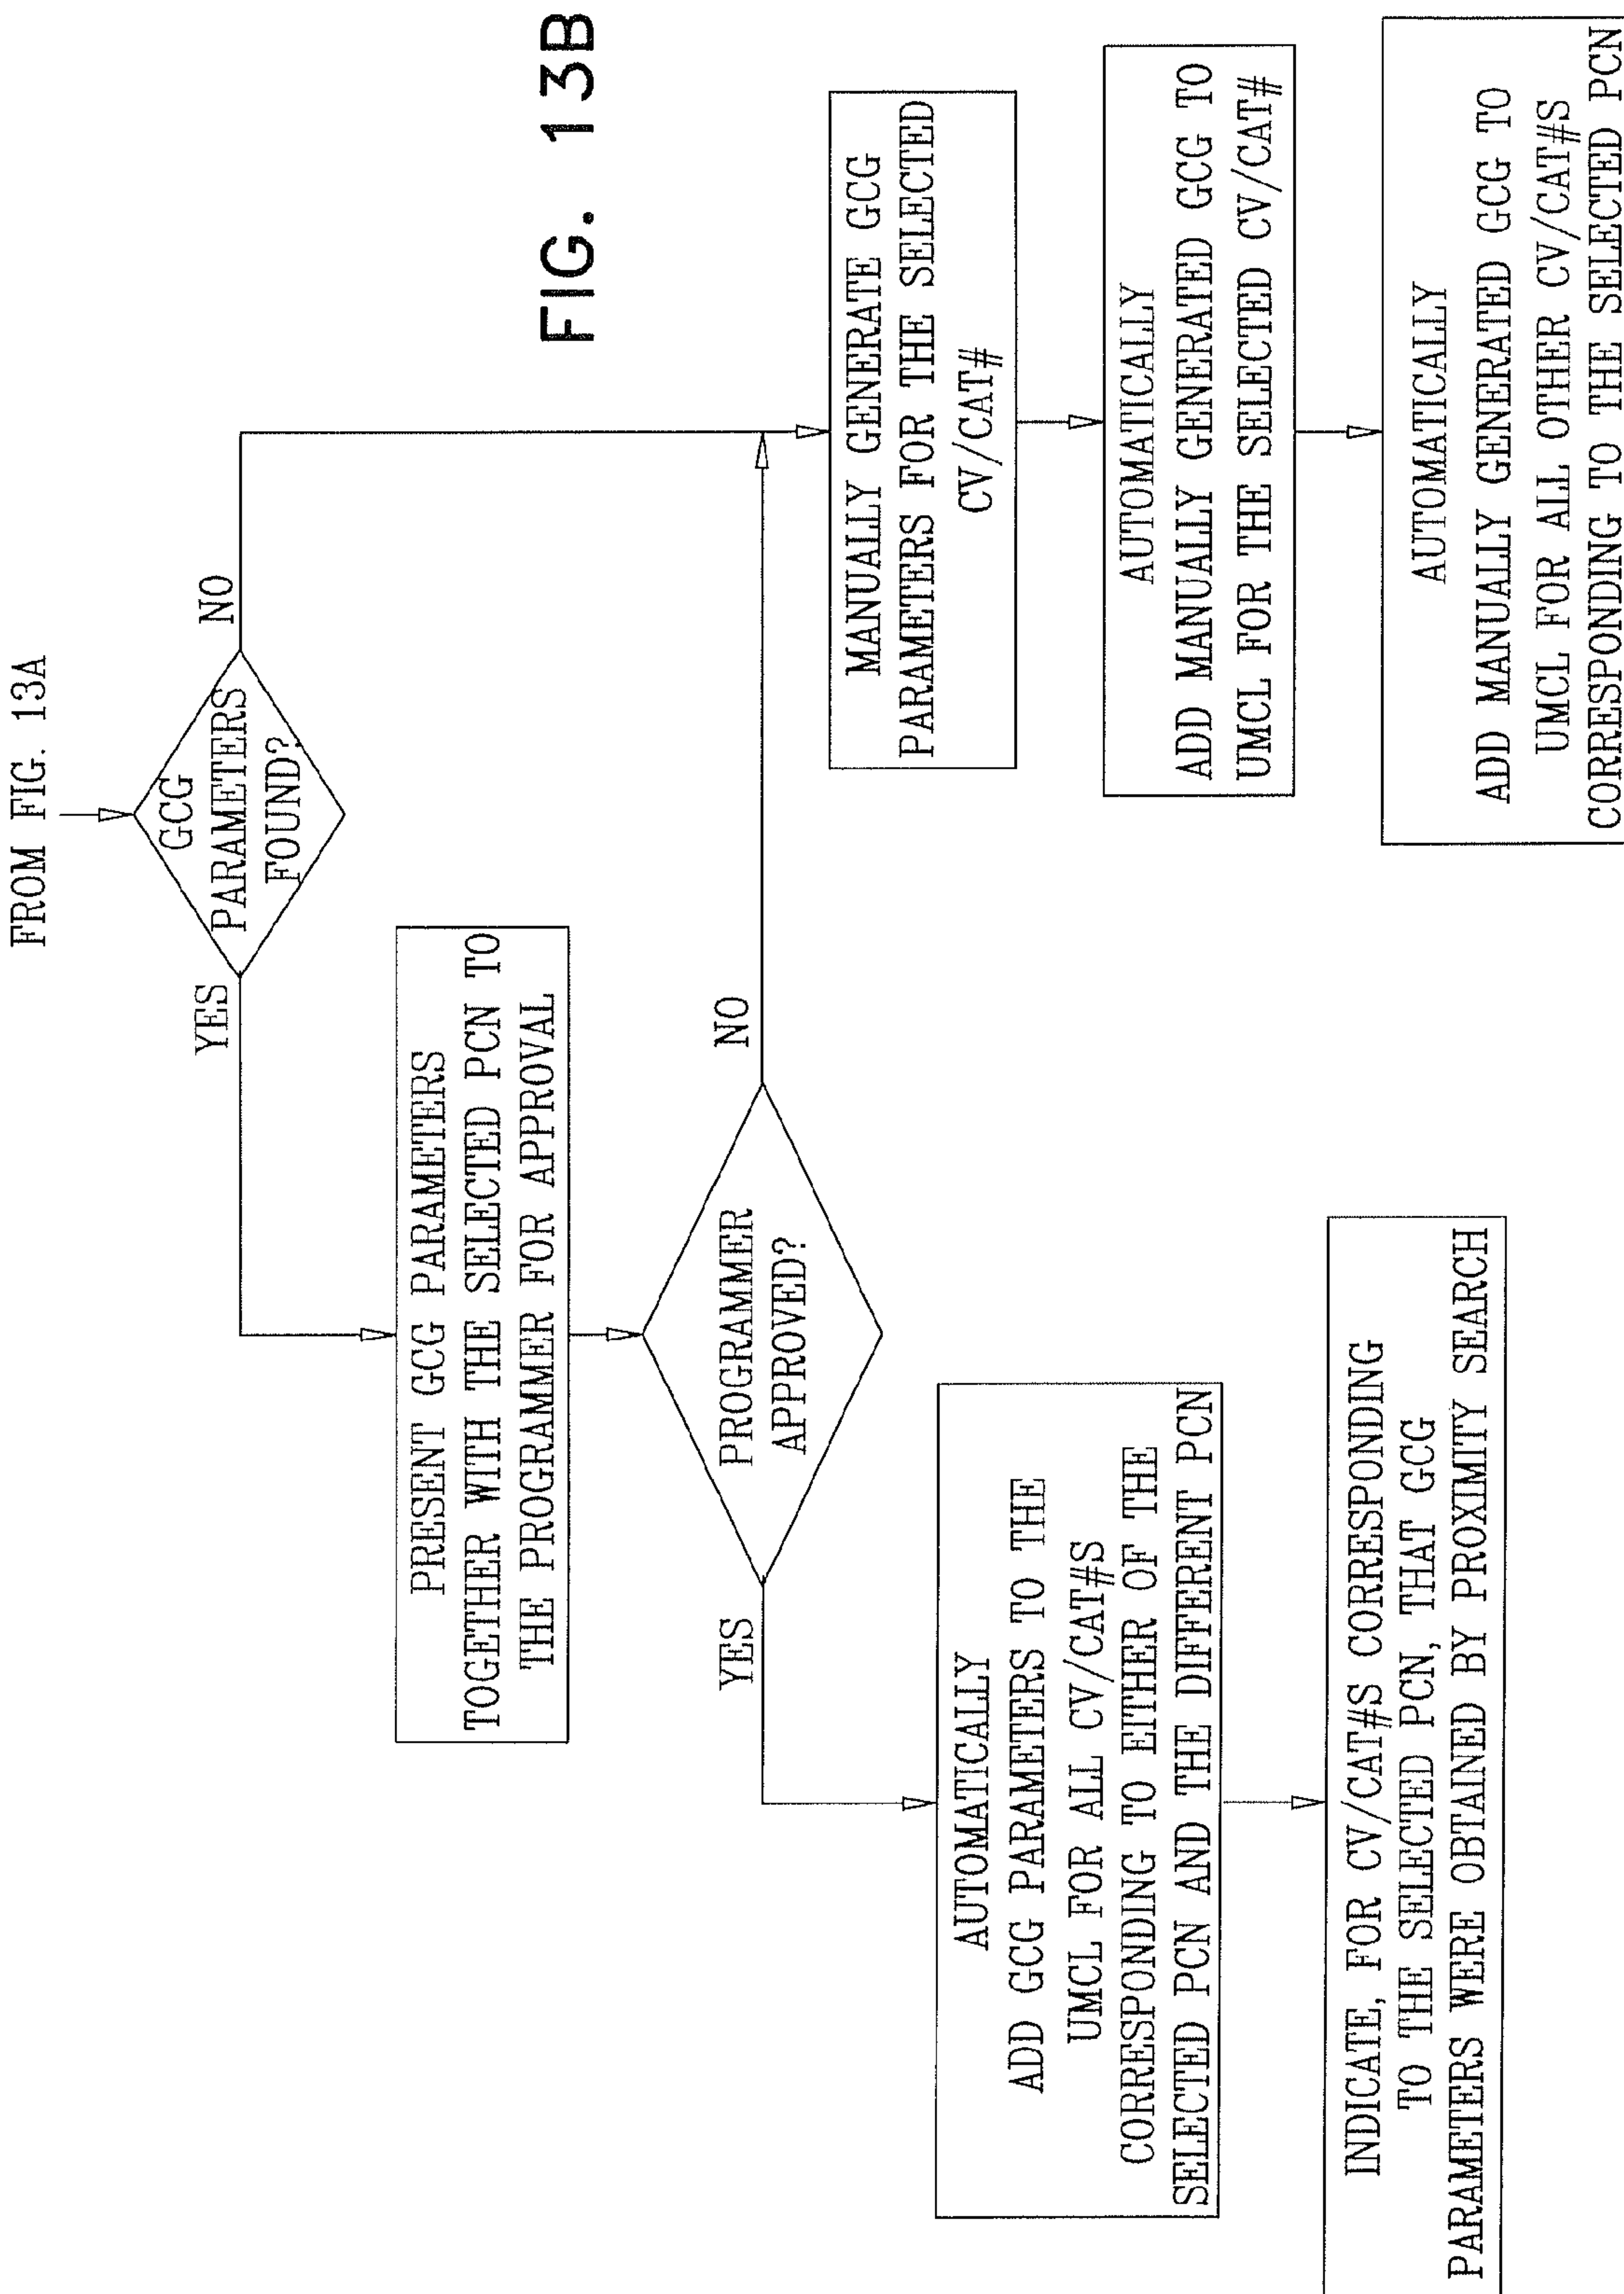 FROM FIG. 13A
GCG
PARAMETERS
FOUND?
YES
NO
PRESENT GCG PARAMETERS
TOGETHER WITH THE SELECTED PCN TO
THE PROGRAMMER FOR APPROVAL
PROGRAMMER
APPROVED?
YES
NO
AUTOMATICALLY
ADD GCG PARAMETERS TO THE
UMCL FOR ALL CV/CAT#S
CORRESPONDING TO EITHER OF THE
SELECTED PCN AND THE DIFFERENT PCN
INDICATE, FOR CV/CAT#S CORRESPONDING
TO THE SELECTED PCN, THAT GCG
PARAMETERS WERE OBTAINED BY PROXIMITY SEARCH
MANUALLY GENERATE GCG
PARAMETERS FOR THE SELECTED
CV/CAT#
AUTOMATICALLY
ADD MANUALLY GENERATED GCG TO
UMCL FOR THE SELECTED CV/CAT#
AUTOMATICALLY
ADD MANUALLY GENERATED GCG TO
UMCL FOR ALL OTHER CV/CAT#S
CORRESPONDING TO THE SELECTED PCN
FIG. 13B